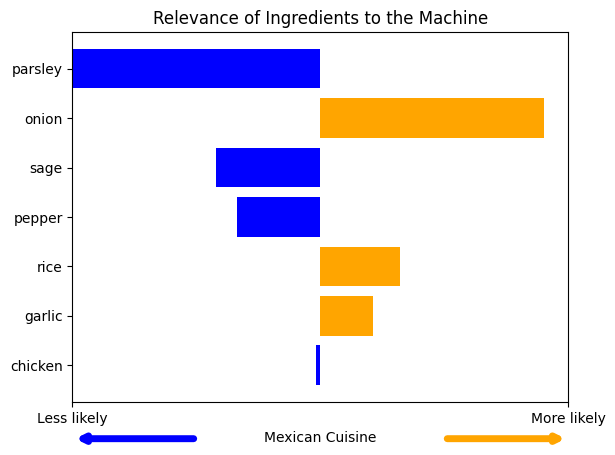 Relevance of Ingredients to the Machine
parsley
onion
sage
pepper
rice
garlic
chicken
Less likely
More likely
Mexican Cuisine